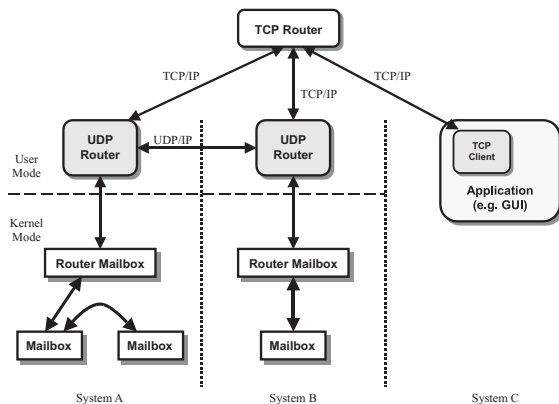 TCP Router
TCP/IP
TCP/IP
TCP/IP
UDP
Router
UDP/IP
UDP
Router
TCP
Client
Application
(e.g. GUI)
User
Mode
Kernel
Mode
Router Mailbox
Router Mailbox
Mailbox
Mailbox
Mailbox
System A
System B
System C